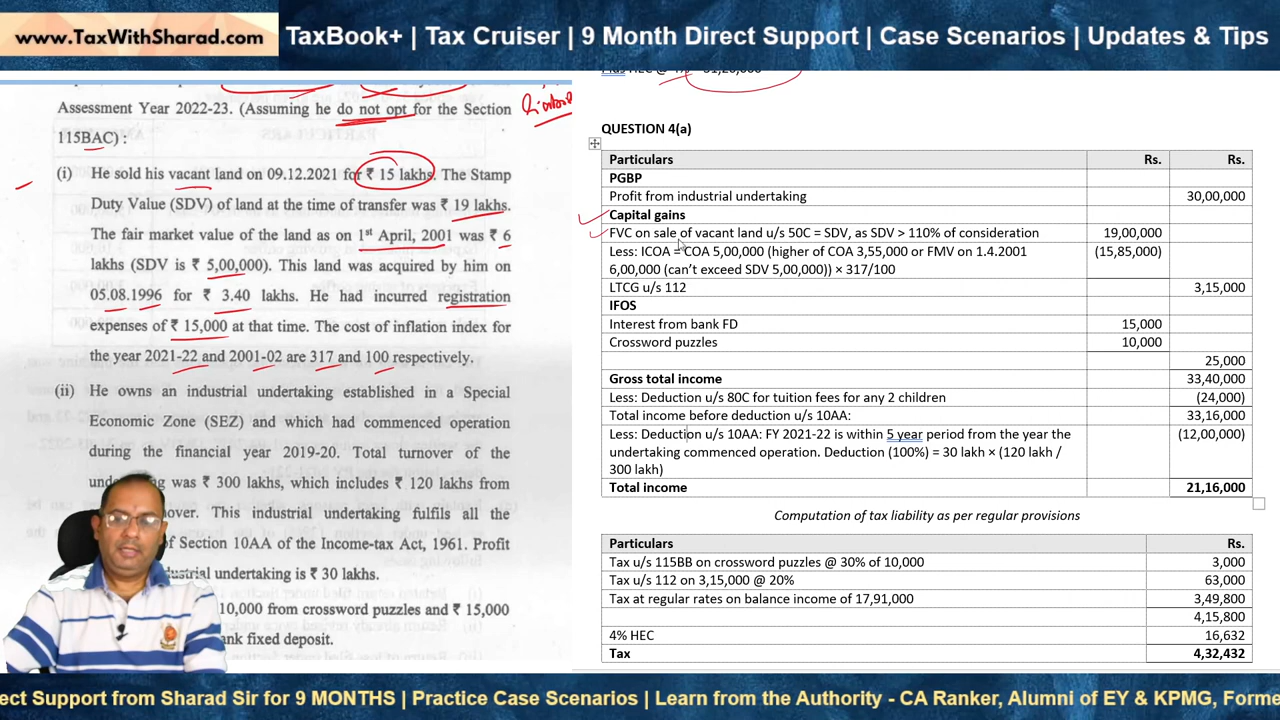 www.TaxWithSharad.com
TaxBook+ | Tax Cruiser | 9 Month Direct Support | Case Scenarios | Updates & Tips
Assessment Year 2022-23. (Assuming he do not opt for the Section
115BAC) :
(i) He sold his vacant land on 09.12.2021 for ₹ 15 lakhs. The Stamp
Duty Value (SDV) of land at the time of transfer was ₹ 19 lakhs.
The fair market value of the land as on 1st April, 2001 was ₹ 6
lakhs (SDV is ₹ 5,00,000). This land was acquired by him on
05.08.1996 for ₹ 3.40 lakhs. He had incurred registration
expenses of ₹ 15,000 at that time. The cost of inflation index for
the year 2021-22 and 2001-02 are 317 and 100 respectively.
(ii) He owns an industrial undertaking established in a Special
Economic Zone (SEZ) and which had commenced operation
during the financial year 2019-20. Total turnover of the
was ₹ 300 lakhs, which includes ₹ 120 lakhs from
This industrial undertaking fulfils all the
of Section 10AA of the Income-tax Act, 1961. Profit
undertaking is ₹ 30 lakhs.
10,000 from crossword puzzles and ₹ 15000
fixed deposit.
QUESTION 4(a)
Particulars Rs. Rs.
PGBP
Profit from industrial undertaking 30,00,000
Capital gains
FVC on sale of vacant land u/s 50C = SDV, as SDV > 110% of consideration 19,00,000
Less: ICOA = COA 5,00,000 (higher of COA 3,55,000 or FMV on 1.4.2001 (15,85,000)
6,00,000 (can't exceed SDV 5,00,000)) × 317/100
LTCG u/s 112 3,15,000
IFOS
Interest from bank FD 15,000
Crossword puzzles 10,000
25,000
Gross total income 33,40,000
Less: Deduction u/s 80C for tuition fees for any 2 children (24,000)
Total income before deduction u/s 10AA: 33,16,000
Less: Deduction u/s 10AA: FY 2021-22 is within 5 year period from the year the (12,00,000)
undertaking commenced operation. Deduction (100%) = 30 lakh × (120 lakh /
300 lakh)
Total income 21,16,000
Computation of tax liability as per regular provisions
Particulars Rs.
Tax u/s 115BB on crossword puzzles @ 30% of 10,000 3,000
Tax u/s 112 on 3,15,000 @ 20% 63,000
Tax at regular rates on balance income of 17,91,000 3,49,800
4,15,800
4% HEC 16,632
Tax 4,32,432
ect Support from Sharad Sir for 9 MONTHS | Practice Case Scenarios | Learn from the Authority - CA Ranker, Alumni of EY & KPMG, Forme